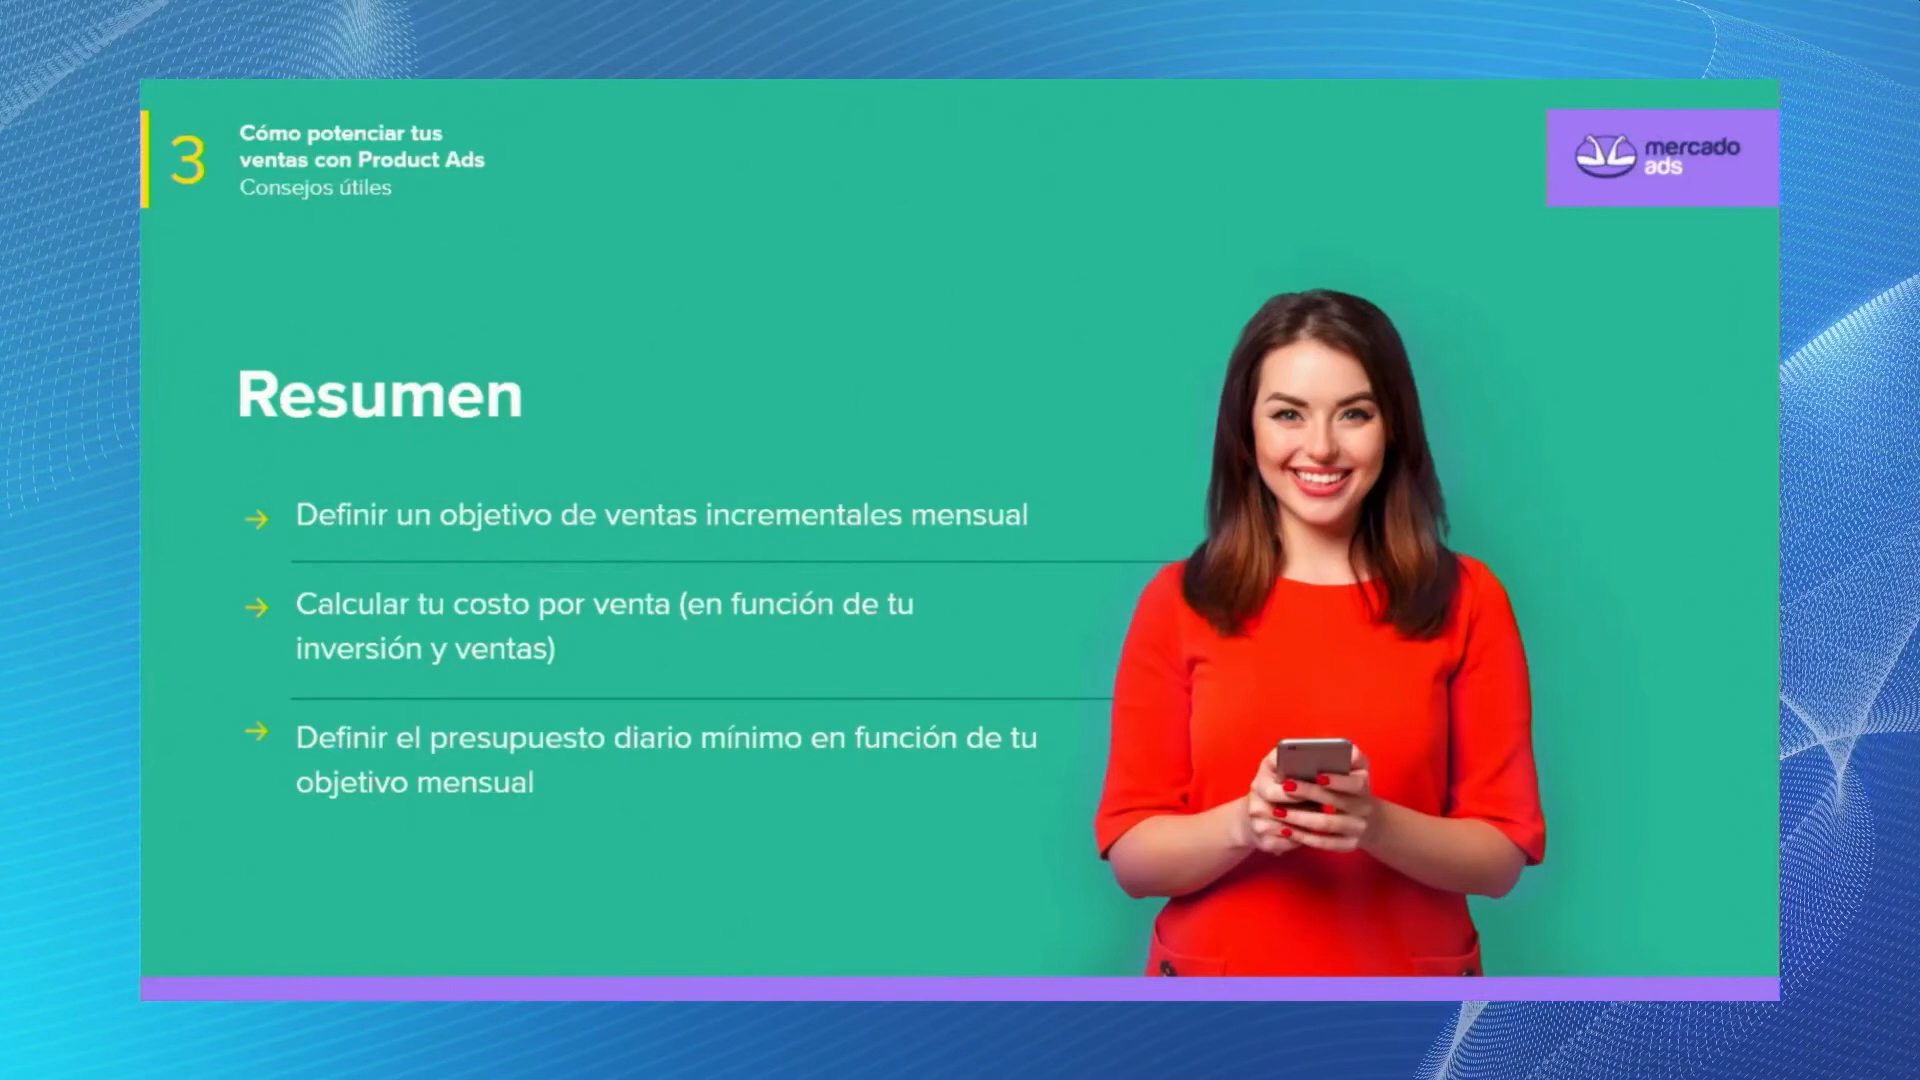 3
Cómo potenciar tus
ventas con Product Ads
Consejos útiles
mercado
ads
Resumen
→ Definir un objetivo de ventas incrementales mensual
→ Calcular tu costo por venta (en función de tu
inversión y ventas)
→ Definir el presupuesto diario mínimo en función de tu
objetivo mensual